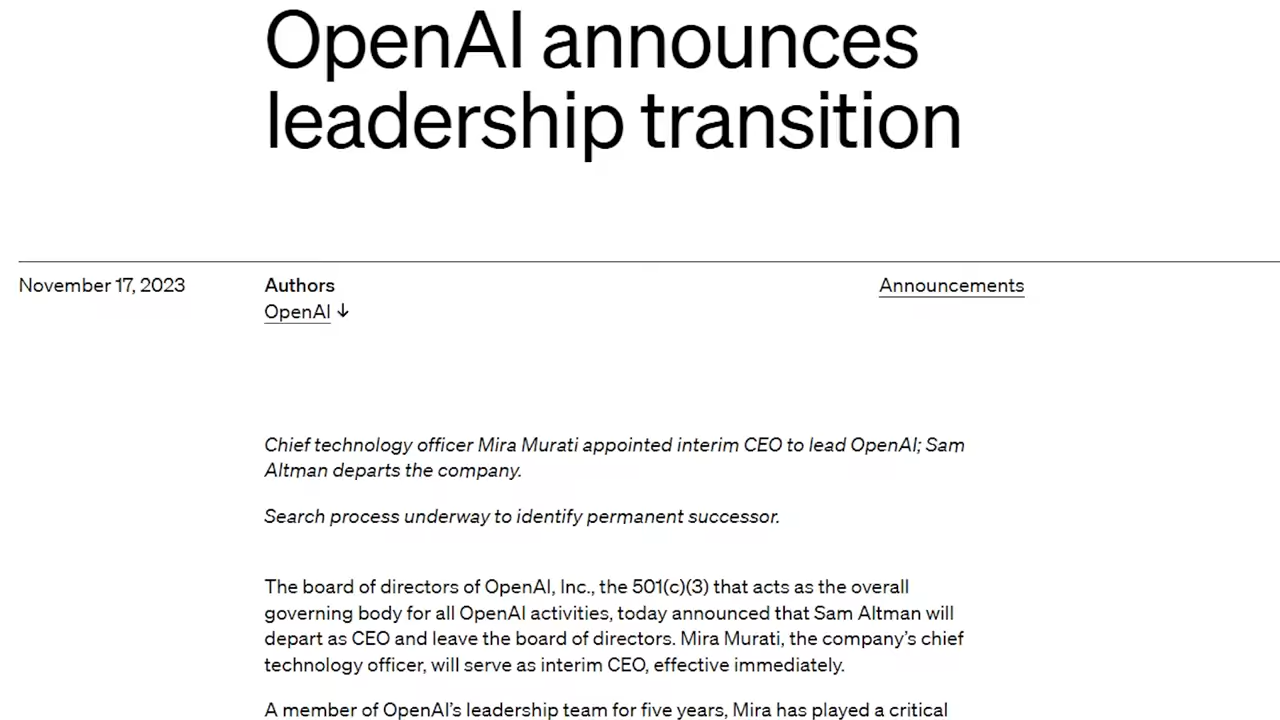 OpenAI announces
leadership transition
November 17, 2023
Authors
OpenAI ↓
Announcements
Chief technology officer Mira Murati appointed interim CEO to lead OpenAI; Sam
Altman departs the company.
Search process underway to identify permanent successor.
The board of directors of OpenAI, Inc., the 501(c)(3) that acts as the overall
governing body for all OpenAI activities, today announced that Sam Altman will
depart as CEO and leave the board of directors. Mira Murati, the company’s chief
technology officer, will serve as interim CEO, effective immediately.
A member of OpenAI’s leadership team for five years, Mira has played a critical